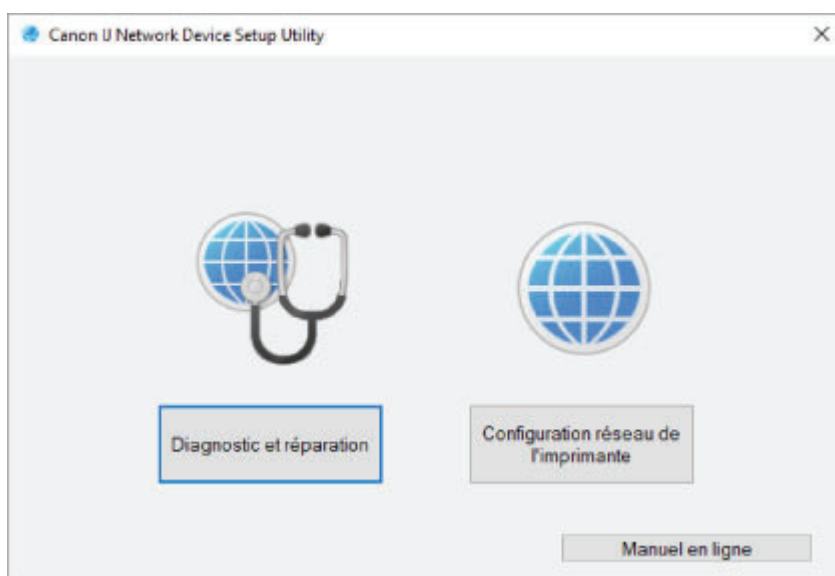 Canon IJ Network Device Setup Utility
Diagnostic et réparation
Configuration réseau de
l'imprimante
Manuel en ligne